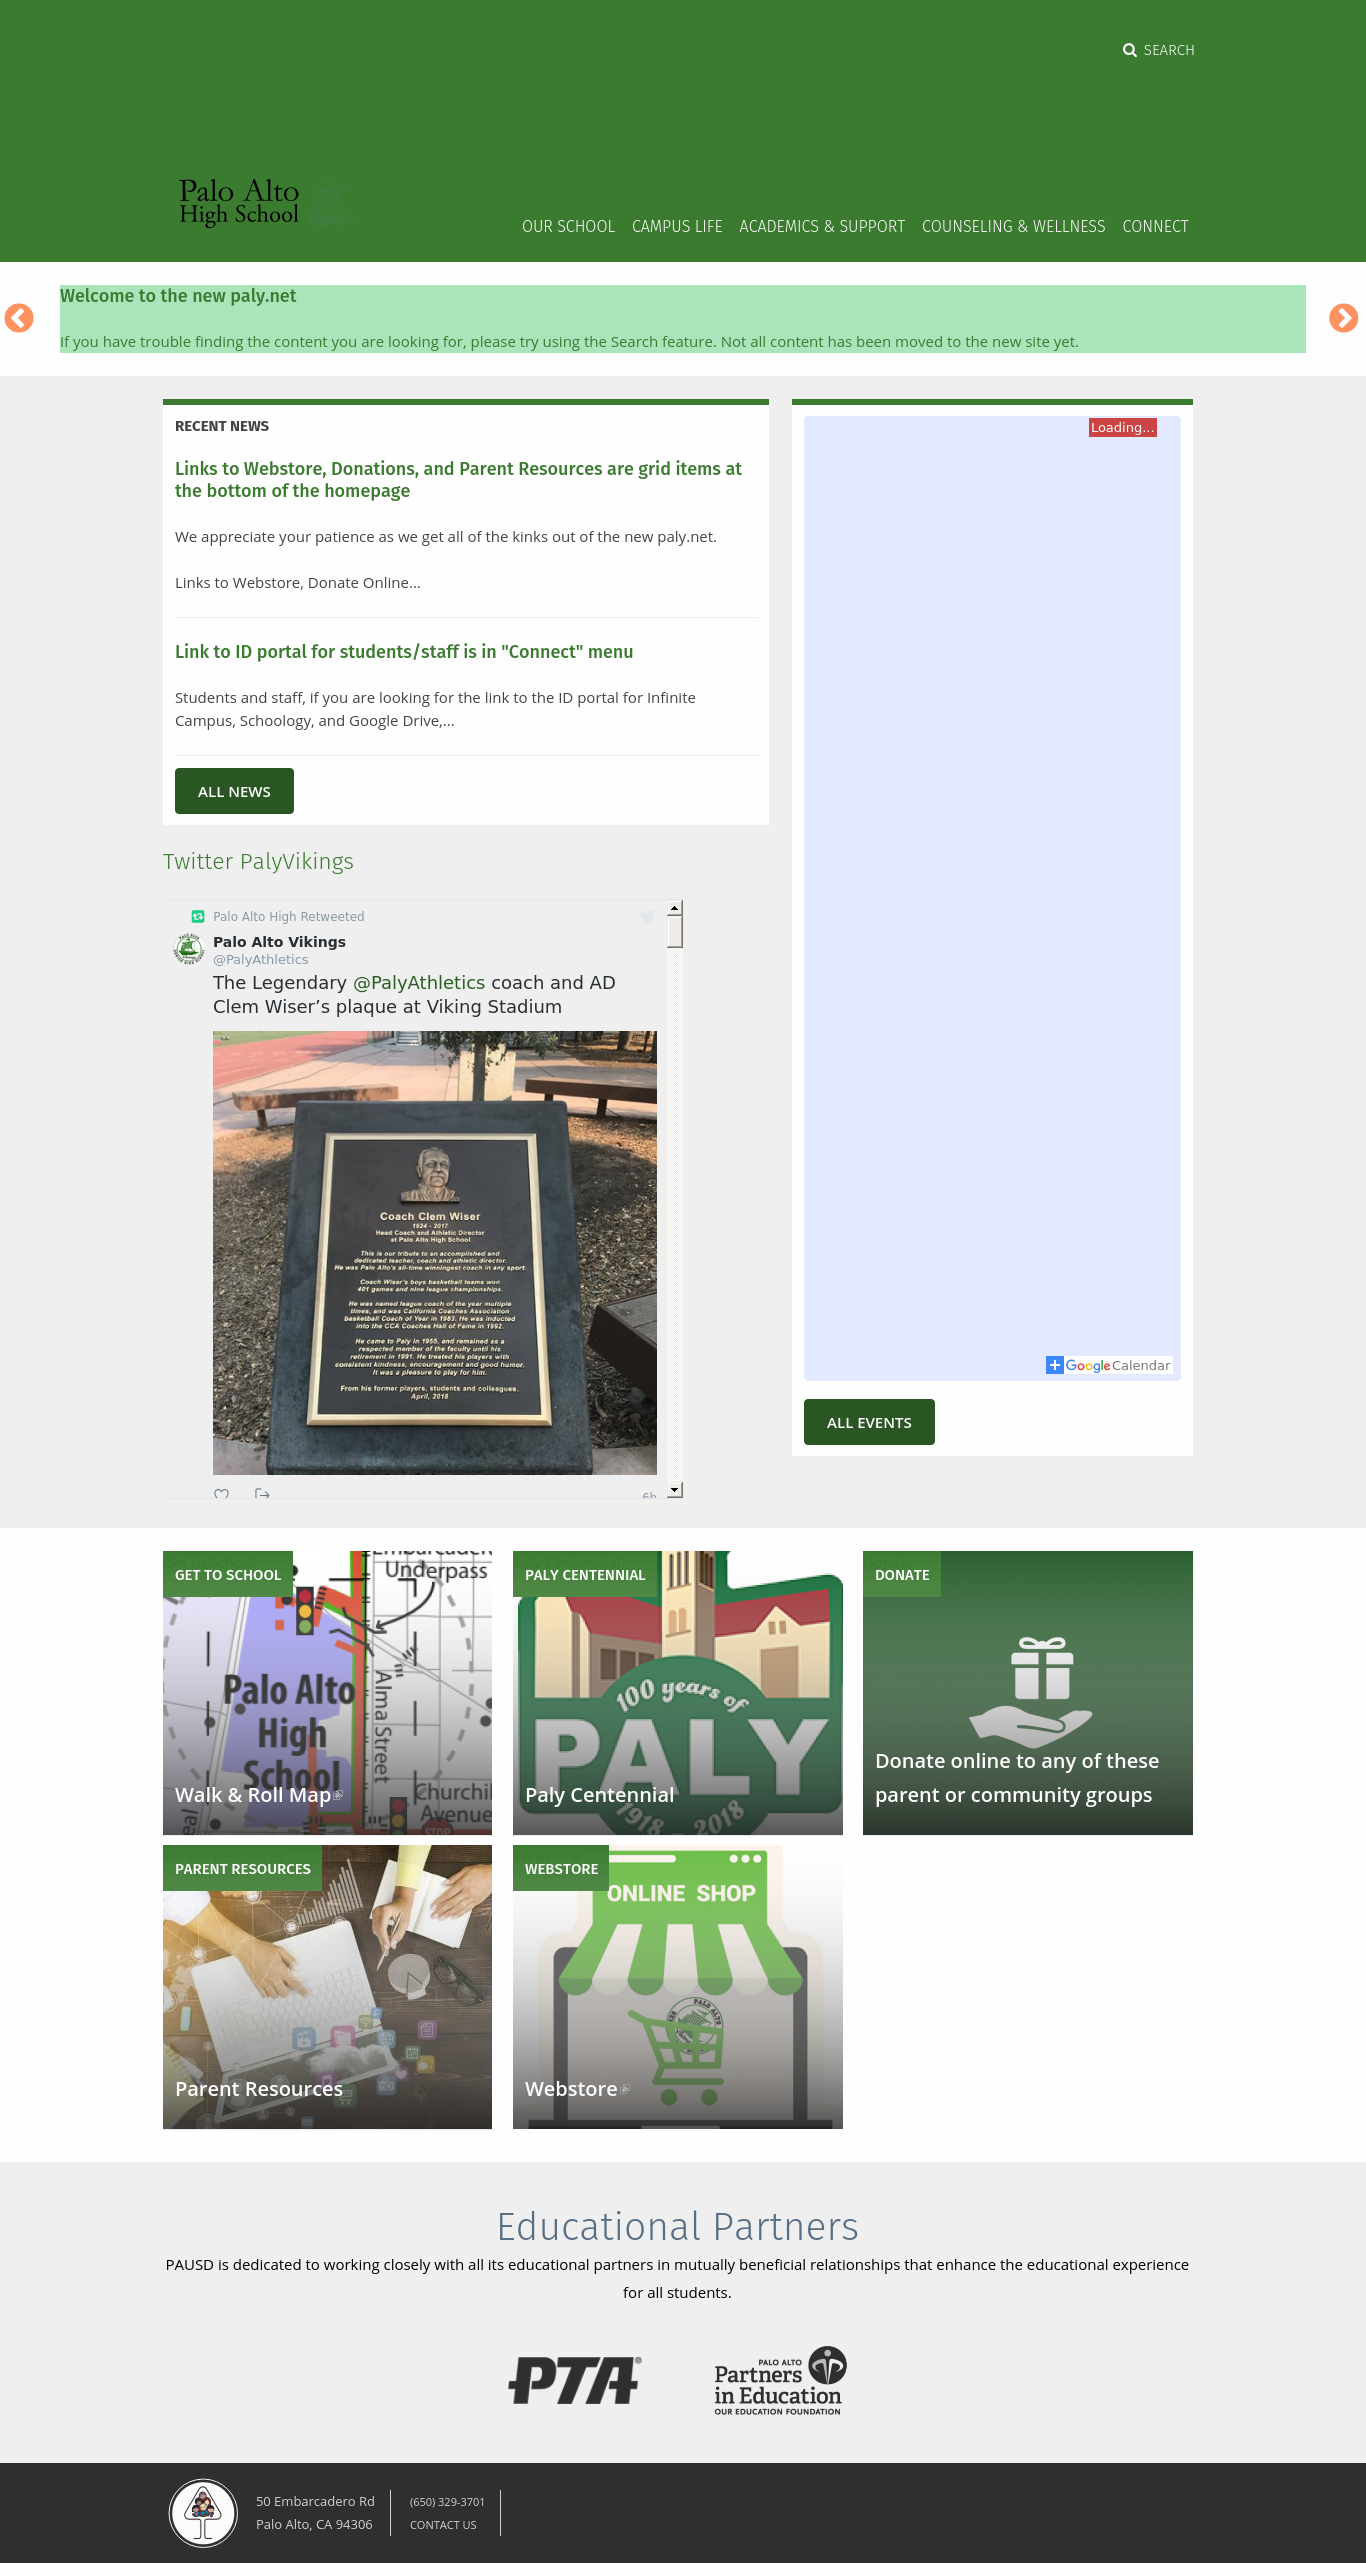 SEARCH
Palo Alto
High School
OUR SCHOOL CAMPUS LIFE ACADEMICS & SUPPORT COUNSELING & WELLNESS CONNECT
Welcome to the new paly.net
If you have trouble finding the content you are looking for, please try using the Search feature. Not all content has been moved to the new site yet.
RECENT NEWS
Links to Webstore, Donations, and Parent Resources are grid items at
the bottom of the homepage
We appreciate your patience as we get all of the kinks out of the new paly.net.
Links to Webstore, Donate Online...
Link to ID portal for students/staff is in "Connect" menu
Students and staff, if you are looking for the link to the ID portal for Infinite
Campus, Schoology, and Google Drive,...
ALL NEWS
Loading...
Google Calendar
ALL EVENTS
Twitter PalyVikings
Palo Alto High Retweeted
Palo Alto Vikings
@PalyAthletics
The Legendary @PalyAthletics coach and AD
Clem Wiser’s plaque at Viking Stadium
Coach Clem Wiser
1924 - 2017
Head Coach and Athletic Director
at Palo Alto High School
This is our tribute to an accomplished and
dedicated teacher, coach and athletic director.
He was Palo Alto's all-time winningest coach in any sport.
Coach Wiser's boys basketball teams won
401 games and nine league championships.
He was named league coach of the year multiple
times, and was California Coaches Association
basketball Coach of Year in 1983. He was inducted
into the CCA Coaches Hall of Fame in 1992.
He came to Paly in 1955, and remained as a
respected member of the faculty until his
retirement in 1991. He treated his players with
consistent kindness, encouragement and good humor.
It was a pleasure to play for him.
From his former players, students and colleagues.
April, 2018
6h
GET TO SCHOOL
Underpass
Palo Alto
High
School
Alma Street
Churchil
Avenue
STOP
Walk & Roll Map
PALY CENTENNIAL
100 years of
PALY
1918 2018
Paly Centennial
DONATE
Donate online to any of these
parent or community groups
PARENT RESOURCES
Parent Resources
WEBSTORE
ONLINE SHOP
PALO ALTO
Webstore
Educational Partners
PAUSD is dedicated to working closely with all its educational partners in mutually beneficial relationships that enhance the educational experience
for all students.
PTA®
PALO ALTO
Partners
in Education
OUR EDUCATION FOUNDATION
50 Embarcadero Rd
Palo Alto, CA 94306
(650) 329-3701
CONTACT US